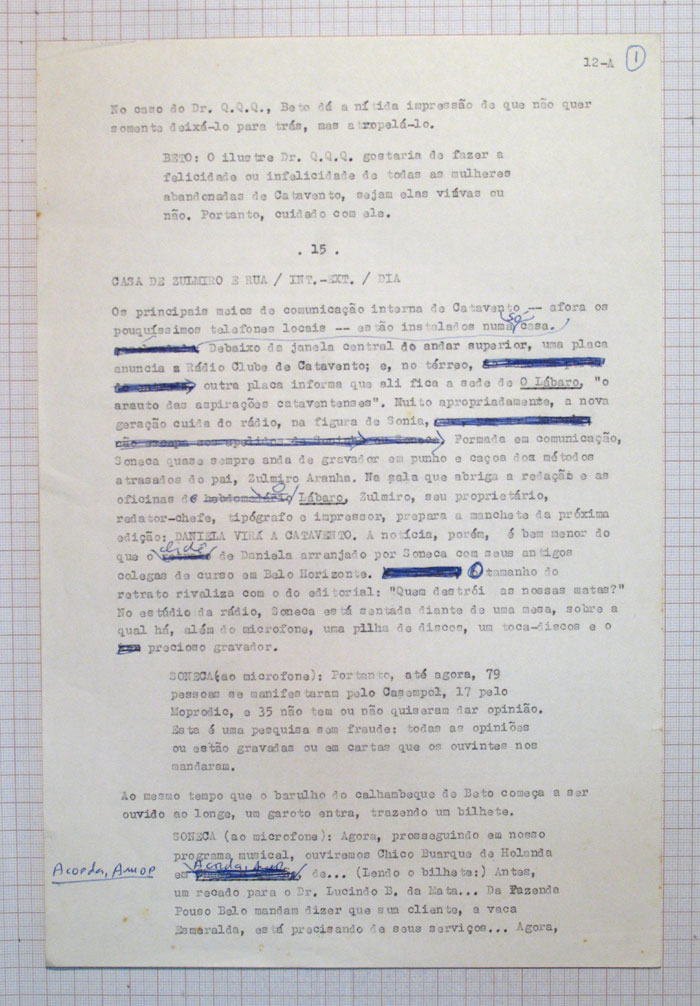 12-A 1
No caso do Dr. Q.Q.Q., Beto dá a nítida impressão de que não quer
somente deixá-lo para trás, mas atropelá-lo.
BETO: O ilustre Dr. Q.Q.Q. gostaria de fazer a
felicidade ou infelicidade de todas as mulheres
abandonadas de Catavento, sejam elas viúvas ou
não. Portanto, cuidado com ele.
. 15 .
CASA DE ZULMIRO E RUA / INT.-EXT. / DIA
Os principais meios de comunicação interna de Catavento -- afora os
pouquíssimos telefones locais -- estão instalados numa só casa.
Debaixo da janela central do andar superior, uma placa
anuncia a Rádio Clube de Catavento; e, no térreo,
outra placa informa que ali fica a sede de O Lábaro, "o
arauto das aspirações cataventenses". Muito apropriadamente, a nova
geração cuida do rádio, na figura de Sonia,
Formada em comunicação,
Soneca quase sempre anda de gravador em punho e caçoa dos métodos
atrasados do pai, Zulmiro Aranha. Na sala que abriga a redação e as
oficinas de hebdomadário O Lábaro, Zulmiro, seu proprietário,
redator-chefe, tipógrafo e impressor, prepara a manchete da próxima
edição: DANIELA VIRÁ A CATAVENTO. A notícia, porém, é bem menor do
que o clichê de Daniela arranjado por Soneca com seus antigos
colegas de curso em Belo Horizonte. O tamanho do
retrato rivaliza com o do editorial: "Quem destrói as nossas matas?"
No estúdio da rádio, Soneca está sentada diante de uma mesa, sobre a
qual há, além do microfone, uma pilha de discos, um toca-discos e o
precioso gravador.
SONECA(ao microfone): Portanto, até agora, 79
pessoas se manifestaram pelo Casempol, 17 pelo
Moprodic, e 35 não tem ou não quiseram dar opinião.
Esta é uma pesquisa sem fraude: todas as opiniões
ou estão gravadas ou em cartas que os ouvintes nos
mandaram.
Ao mesmo tempo que o barulho do calhambeque de Beto começa a ser
ouvido ao longe, um garoto entra, trazendo um bilhete.
SONECA (ao microfone): Agora, prosseguindo em nosso
programa musical, ouviremos Chico Buarque de Holanda
Acorda, Amor
em Acorda, Amor de... (Lendo o bilhete:) Antes,
um recado para o Dr. Lucindo B. da Mata... Da Fazenda
Pouso Belo mandam dizer que sua cliente, a vaca
Esmeralda, está precisando de seus serviços... Agora,